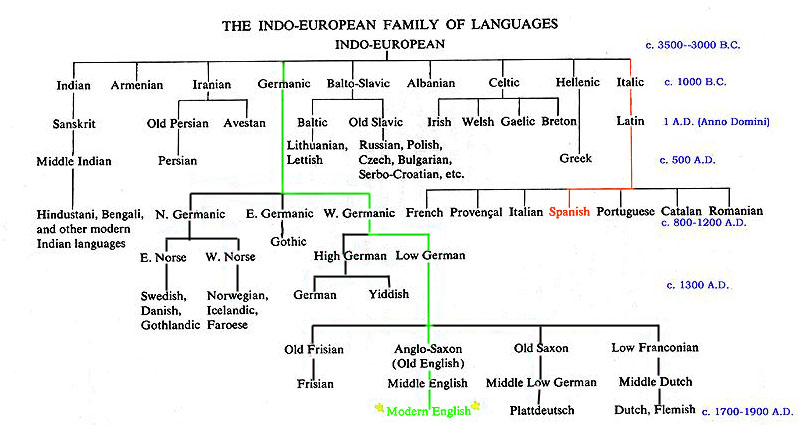 THE INDO-EUROPEAN FAMILY OF LANGUAGES
INDO-EUROPEAN
c. 3500--3000 B.C.
Indian Armenian Iranian Germanic Balto-Slavic Albanian Celtic Hellenic Italic c. 1000 B.C.
Sanskrit Old Persian Avestan Baltic Old Slavic Irish Welsh Gaelic Breton Latin 1 A.D. (Anno Domini)
Lithuanian, Russian, Polish,
Middle Indian Persian Lettish Czech, Bulgarian, Greek c. 500 A.D.
Serbo-Croatian, etc.
Hindustani, Bengali, N. Germanic E. Germanic W. Germanic French Provençal Italian Spanish Portuguese Catalan Romanian
and other modern c. 800-1200 A.D.
Indian languages Gothic
E. Norse W. Norse High German Low German
c. 1300 A.D.
Swedish, Norwegian, German Yiddish
Danish, Icelandic,
Gothlandic Faroese
Old Frisian Anglo-Saxon Old Saxon Low Franconian
(Old English)
Frisian Middle English Middle Low German Middle Dutch
*Modern English* Plattdeutsch Dutch, Flemish c. 1700-1900 A.D.